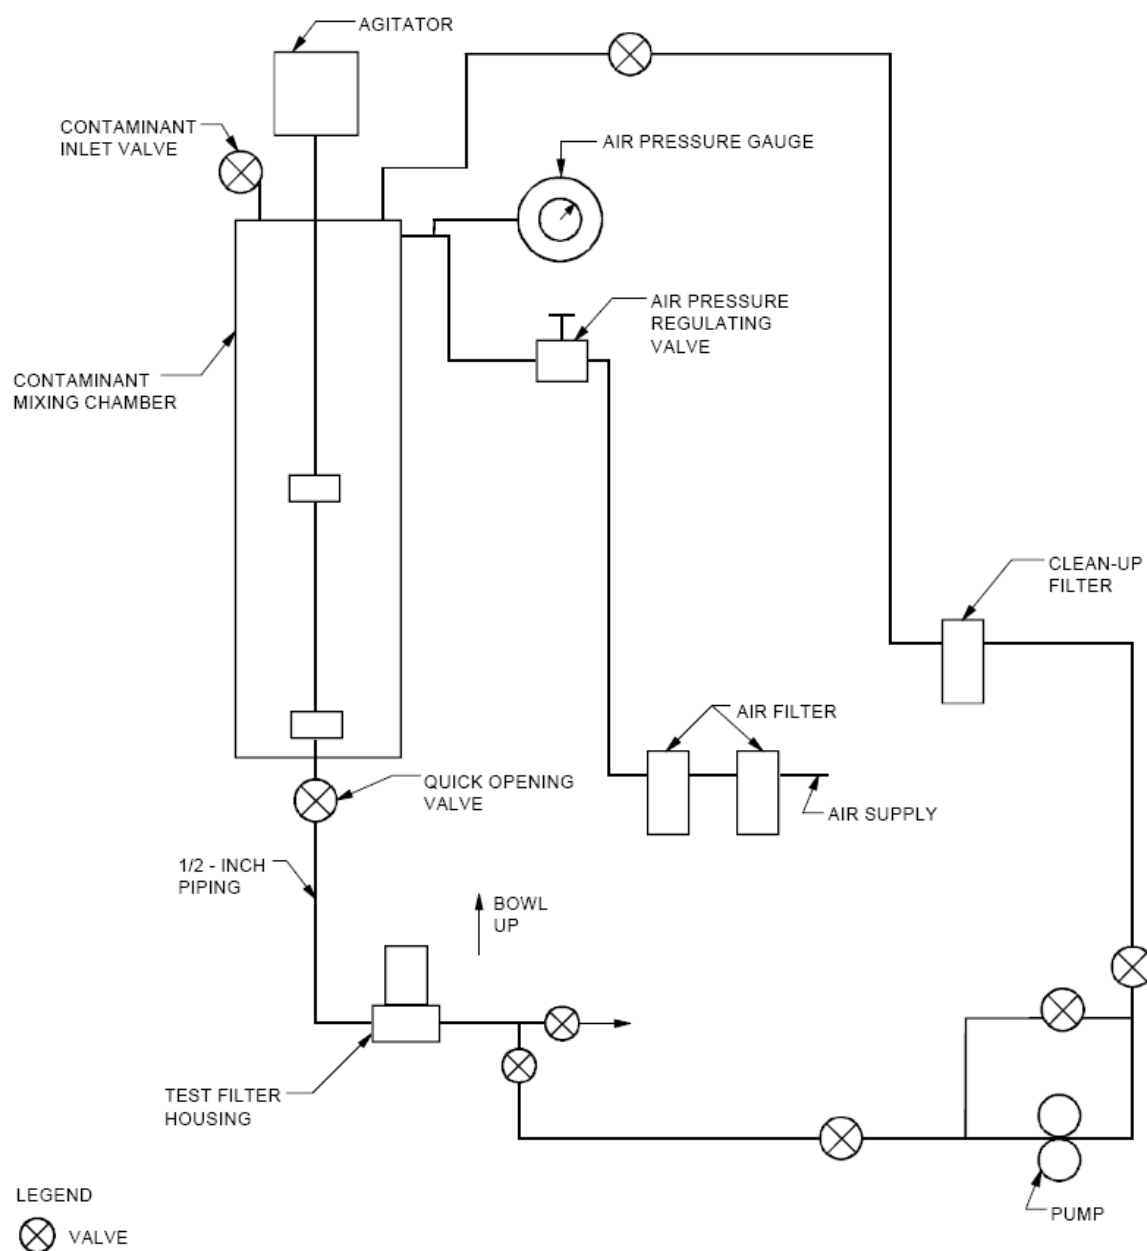 AGITATOR
CONTAMINANT
INLET VALVE
AIR PRESSURE GAUGE
AIR PRESSURE
REGULATING
VALVE
CONTAMINANT
MIXING CHAMBER
CLEAN-UP
FILTER
AIR FILTER
QUICK OPENING
VALVE
AIR SUPPLY
1/2 - INCH
PIPING
BOWL
UP
TEST FILTER
HOUSING
PUMP
LEGEND
VALVE